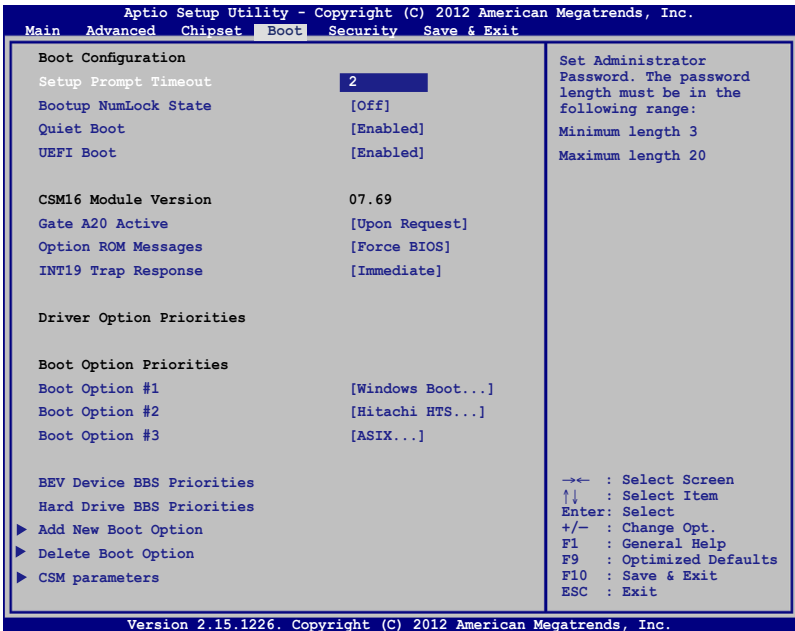 Aptio Setup Utility - Copyright (C) 2012 American Megatrends, Inc.
Main Advanced Chipset Boot Security Save & Exit
Boot Configuration
Setup Prompt Timeout 2
Bootup NumLock State [Off]
Quiet Boot [Enabled]
UEFI Boot [Enabled]
CSM16 Module Version 07.69
Gate A20 Active [Upon Request]
Option ROM Messages [Force BIOS]
INT19 Trap Response [Immediate]
Driver Option Priorities
Boot Option Priorities
Boot Option #1 [Windows Boot...]
Boot Option #2 [Hitachi HTS...]
Boot Option #3 [ASIX...]
BEV Device BBS Priorities
Hard Drive BBS Priorities
▶ Add New Boot Option
▶ Delete Boot Option
▶ CSM parameters
Set Administrator
Password. The password
length must be in the
following range:
Minimum length 3
Maximum length 20
→← : Select Screen
↑↓ : Select Item
Enter: Select
+/— : Change Opt.
F1 : General Help
F9 : Optimized Defaults
F10 : Save & Exit
ESC : Exit
Version 2.15.1226. Copyright (C) 2012 American Megatrends, Inc.